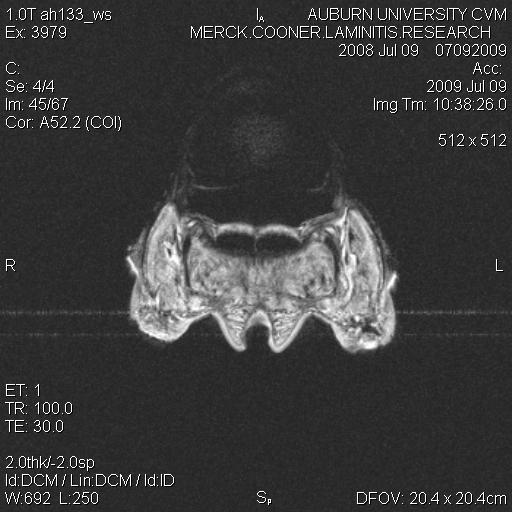 1.0T ah133_ws
Ex: 3979
C:
Se: 4/4
Im: 45/67
Cor: A52.2 (COI)
IA
AUBURN UNIVERSITY CVM
MERCK.COONER.LAMINITIS.RESEARCH
2008 Jul 09 07092009
Acc:
2009 Jul 09
Img Tm: 10:38:26.0
512 x 512
R
L
ET: 1
TR: 100.0
TE: 30.0
2.0thk/-2.0sp
Id:DCM / Lin:DCM / Id:ID
W:692 L:250
SP
DFOV: 20.4 x 20.4cm